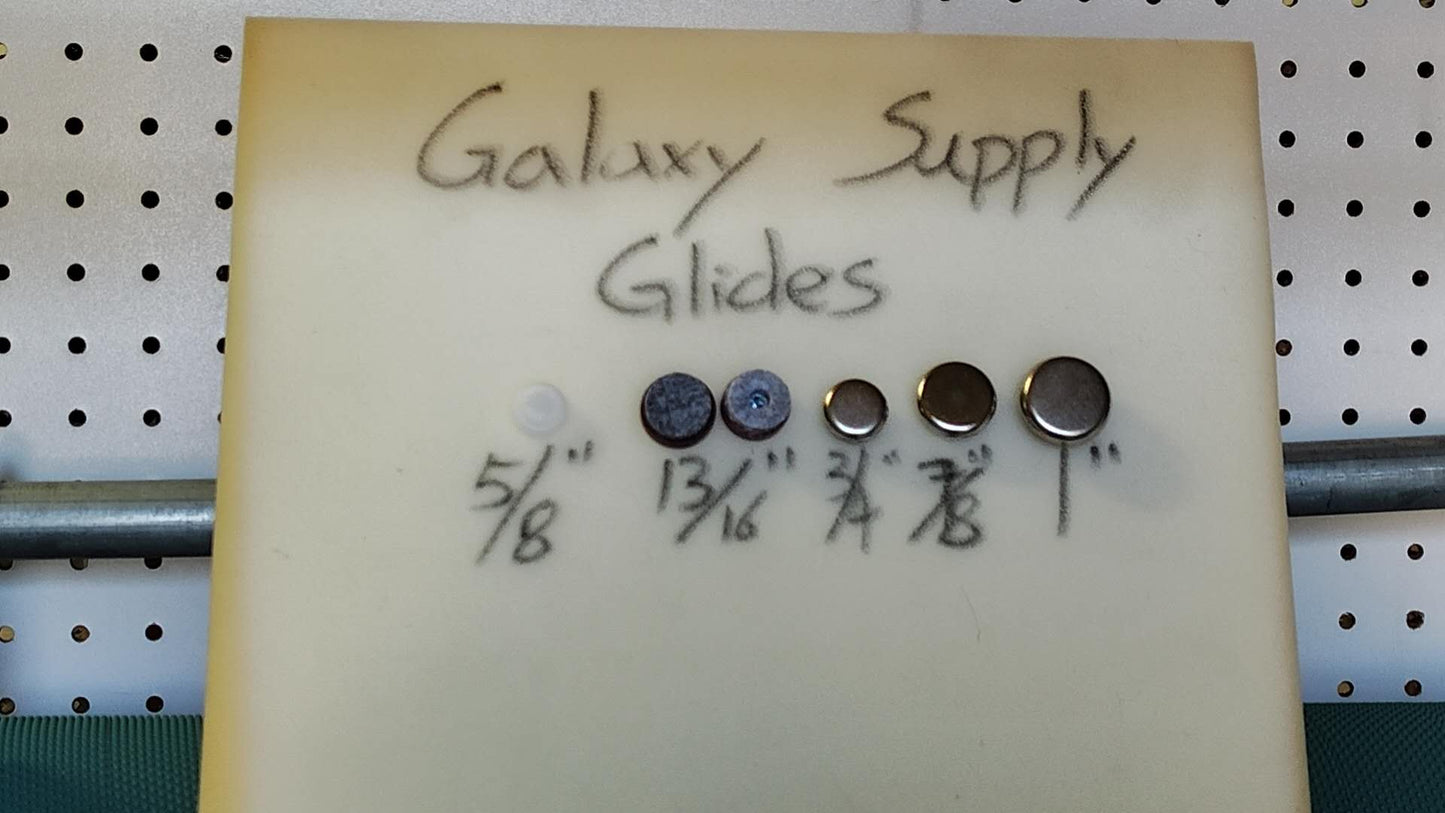 Galaxy Supply
Glides
5/8" 13/16" 3/4" 7/8" 1"